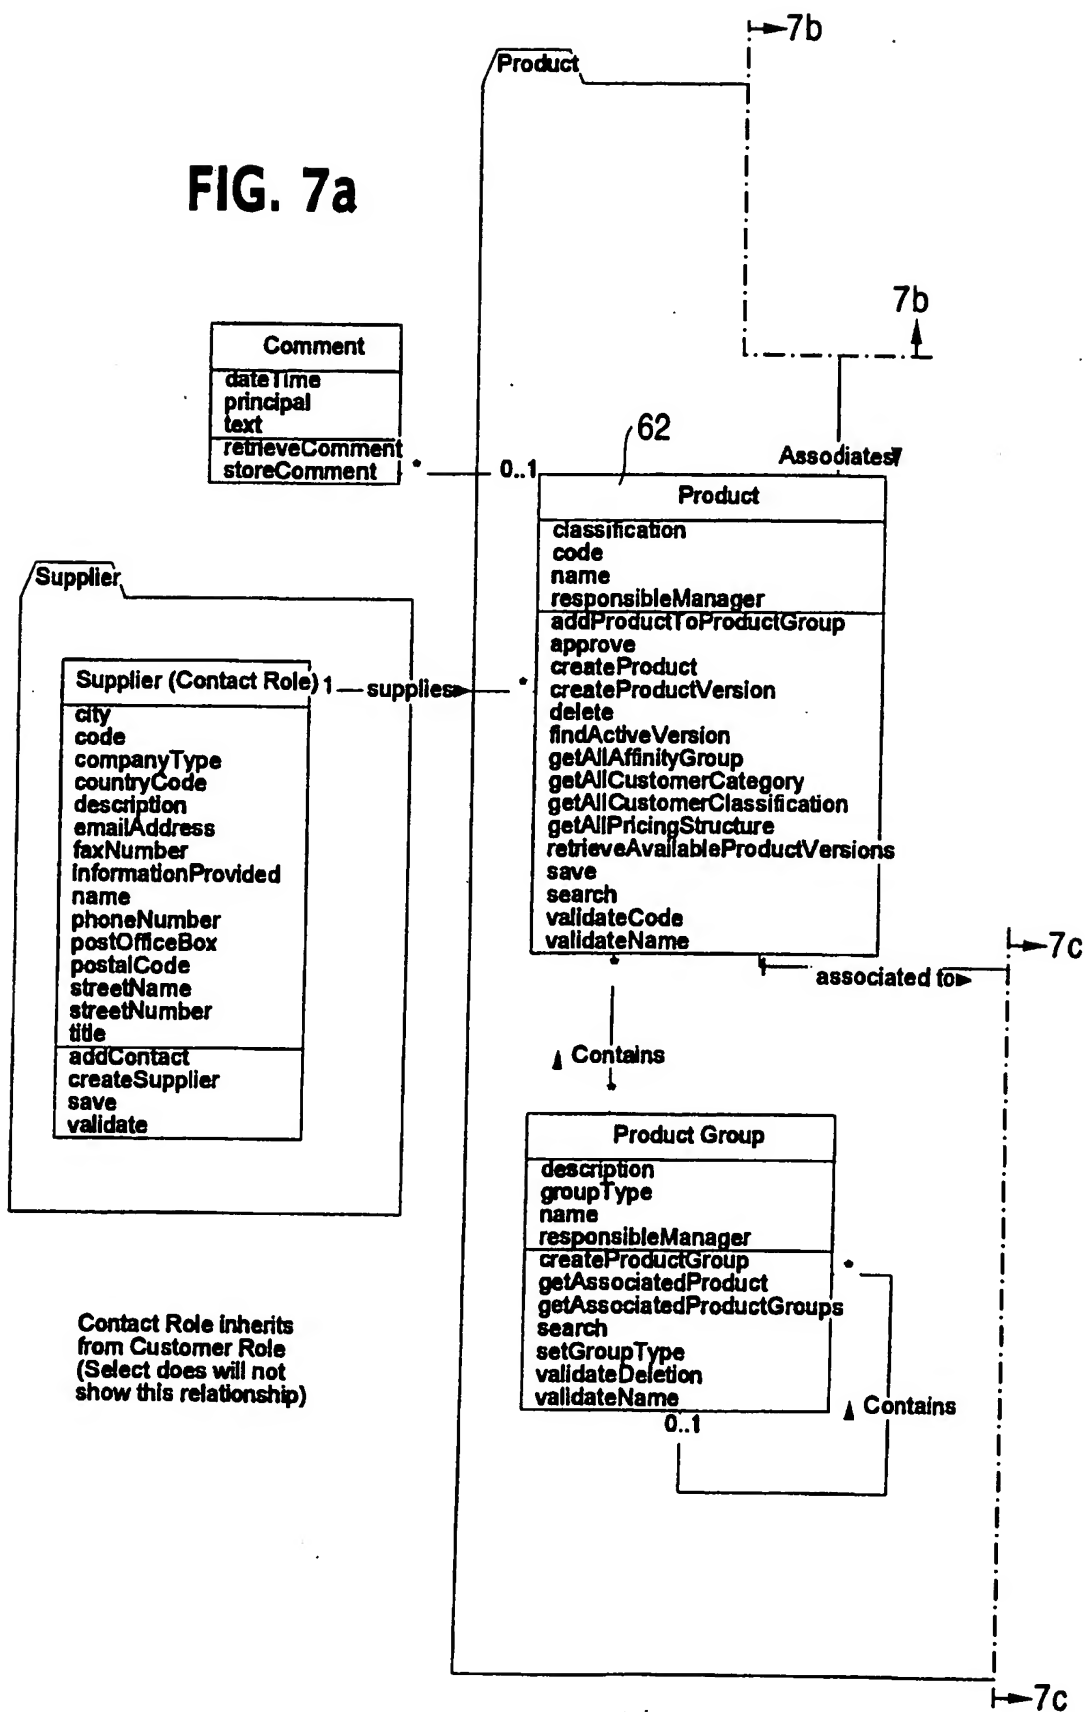 7b
Product
FIG. 7a
7b
Comment
dateTime
principal
text
retrieveComment
storeComment
*
0..1
62
Assodiates
Product
classification
code
name
responsibleManager
addProductToProductGroup
approve
createProduct
createProductVersion
delete
findActiveVersion
getAllAffinityGroup
getAllCustomerCategory
getAllCustomerClassification
getAllPricingStructure
retrieveAvailableProductVersions
save
search
validateCode
validateName
Supplier
Supplier (Contact Role)
1
supplies
*
city
code
companyType
countryCode
description
emailAddress
faxNumber
informationProvided
name
phoneNumber
postOfficeBox
postalCode
streetName
streetNumber
title
addContact
createSupplier
save
validate
*
associated to
7c
Contains
*
Product Group
description
groupType
name
responsibleManager
createProductGroup
getAssociatedProduct
getAssociatedProductGroups
search
setGroupType
validateDeletion
validateName
*
0..1
Contains
Contact Role inherits
from Customer Role
(Select does will not
show this relationship)
7c